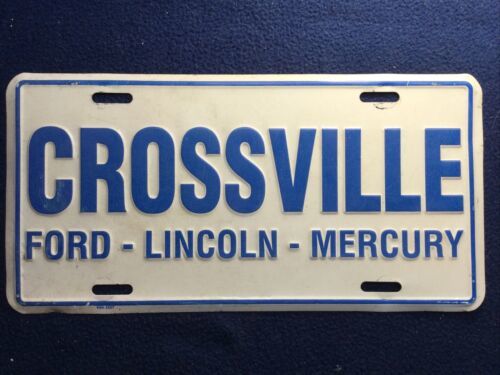 CROSSVILLE
FORD - LINCOLN - MERCURY